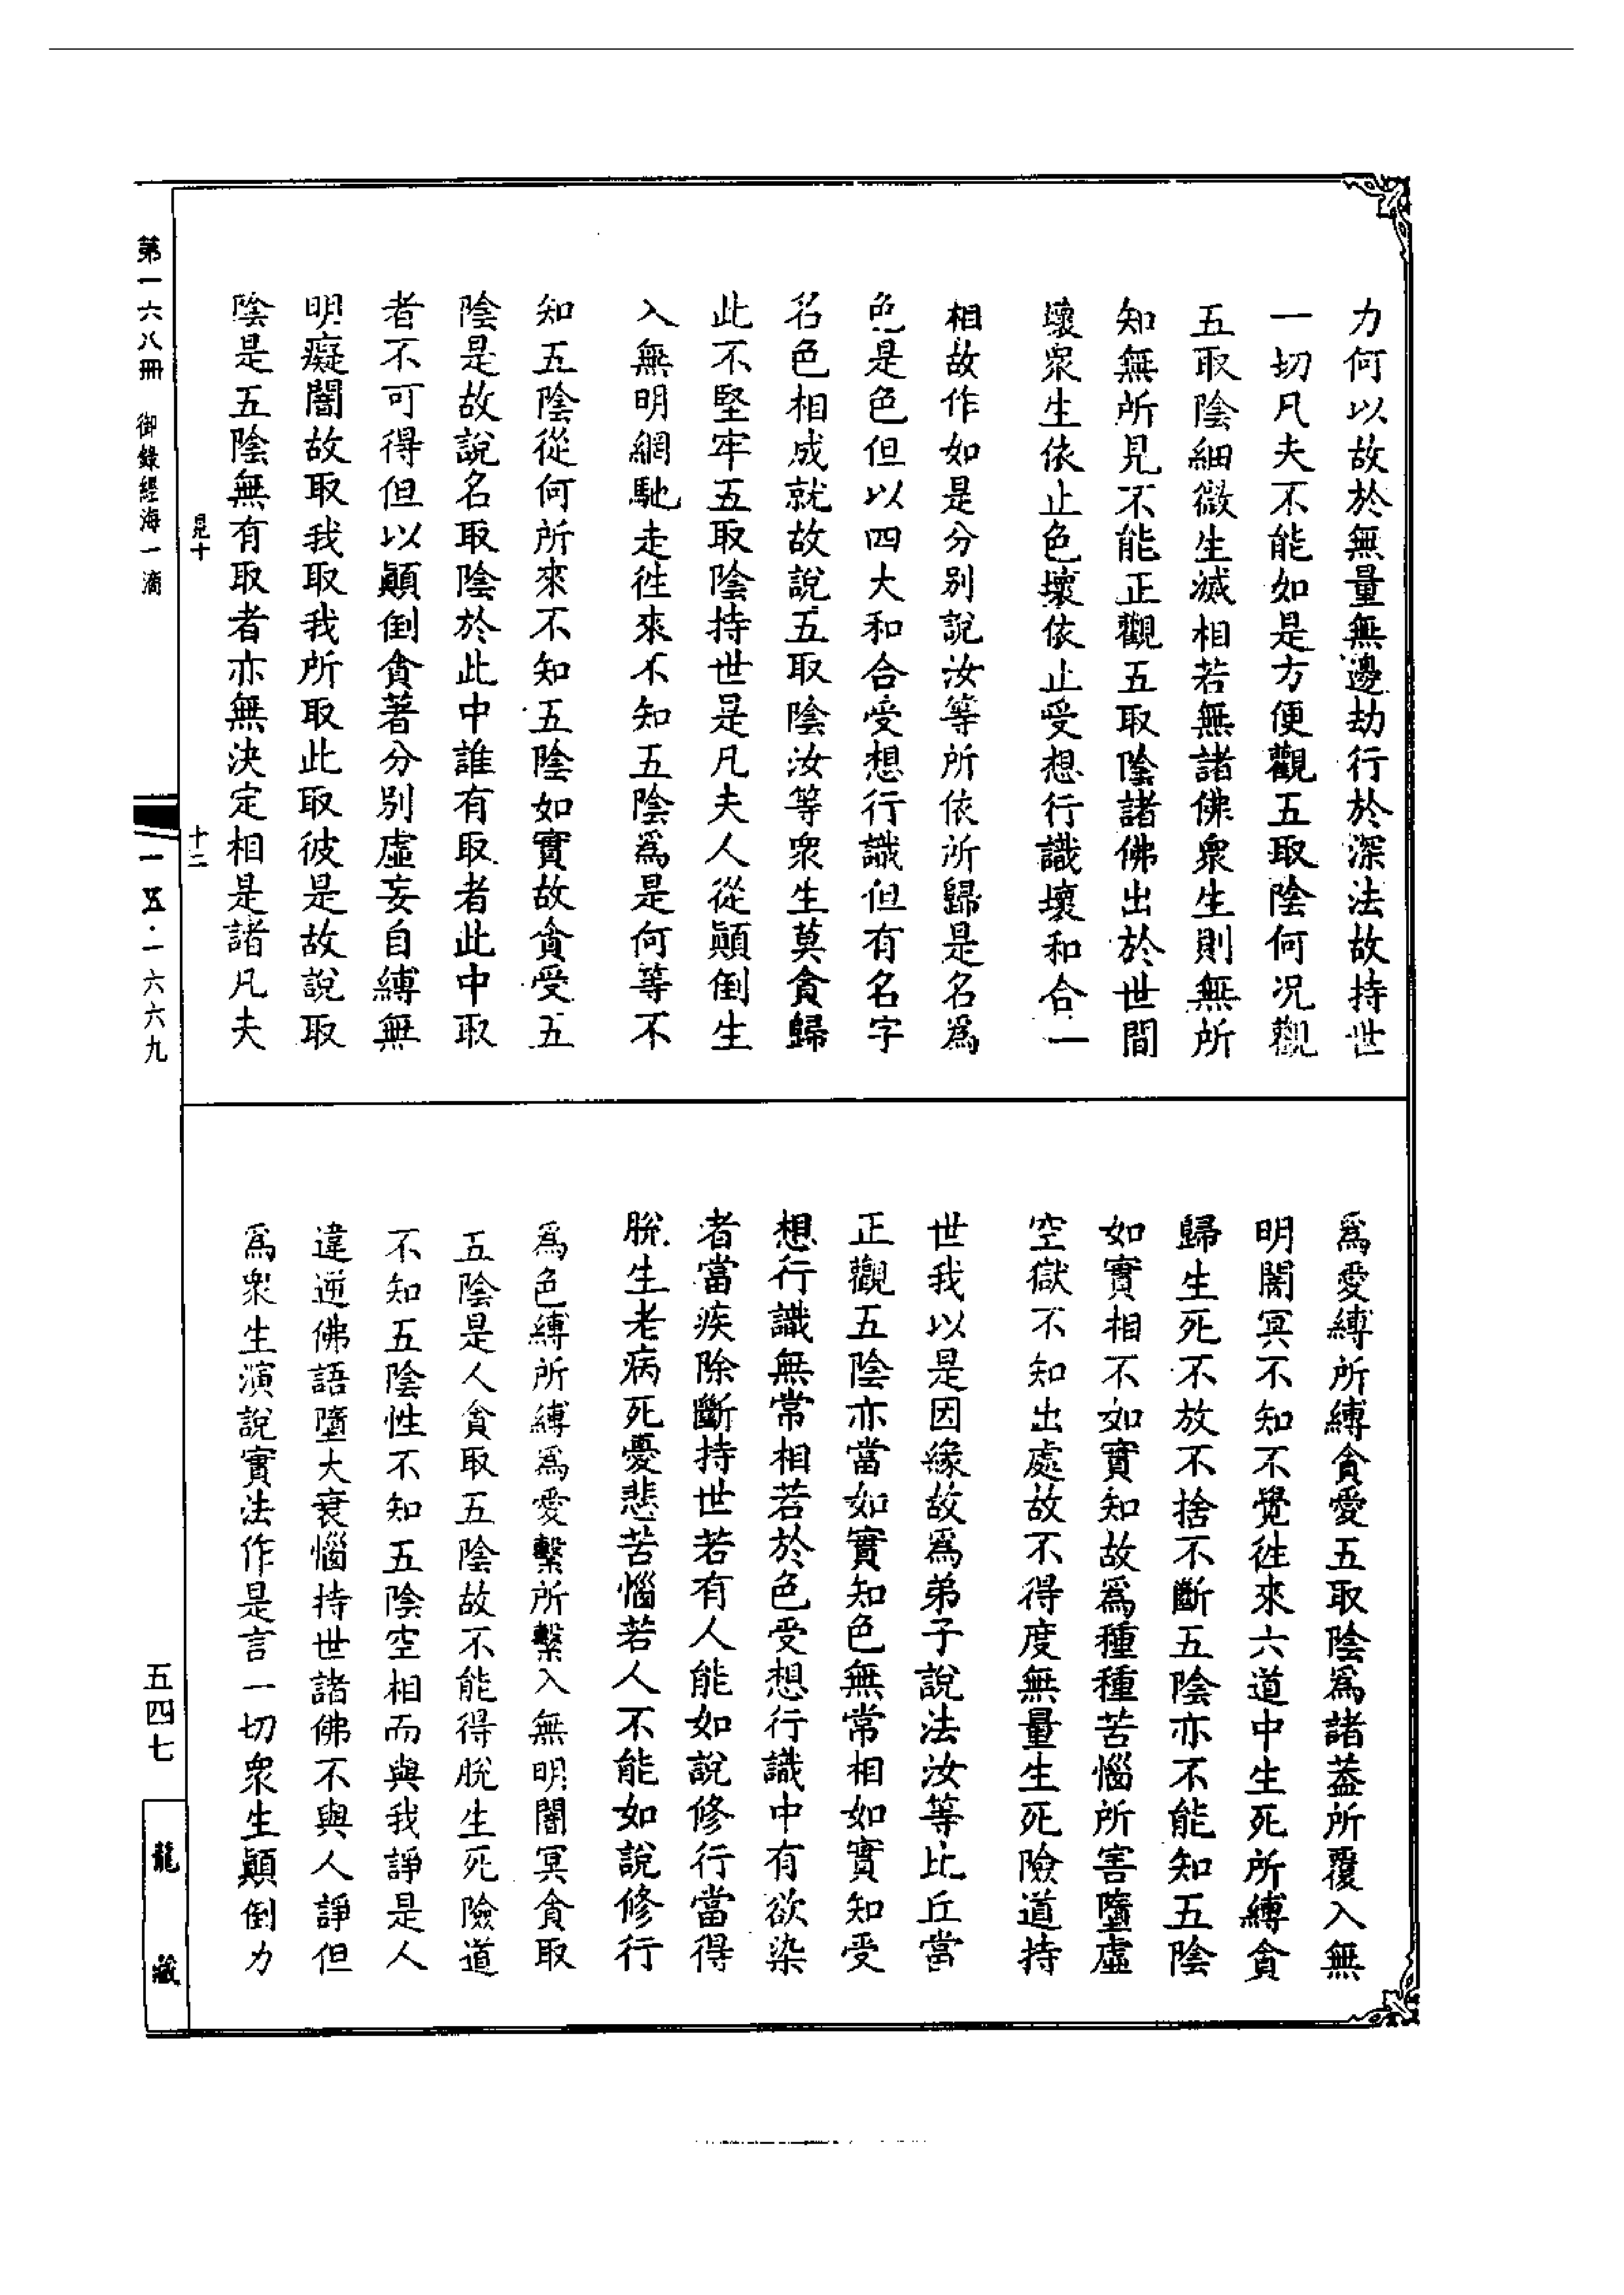 力何以故於無量無邊劫行於深法故持世
一切凡夫不能如是方便觀五取陰何况觀
五取陰細微生滅相若無諸佛衆生則無所
知無所見不能正觀五取陰諸佛出於世間
壞衆生依止色壞依止受想行識壞和合一
相故作如是分別說汝等所依所歸是名爲
色是色但以四大和合受想行識但有名字
名色相成就故說五取陰汝等衆生莫貪歸
此不堅牢五取陰持世是凡夫人從顚倒生
入無明網馳走徃來不知五陰爲是何等不
知五陰從何所來不知五陰如實故貪受五
陰是故說名取陰於此中誰有取者此中取
者不可得但以顚倒貪著分別虛妄自縛無
明癡闇故取我取我所取此取彼是故說取
陰是五陰無有取者亦無決定相是諸凡夫
爲愛縛所縛貪愛五取陰爲諸葢所覆入無
明闇冥不知不覺徃來六道中生死所縛貪
歸生死不放不捨不斷五陰亦不能知五陰
如實相不如實知故爲種種苦惱所害墮虛
空獄不知出處故不得度無量生死險道持
世我以是因緣故爲弟子說法汝等比丘當
正觀五陰亦當如實知色無常相如實知受
想行識無常相若於色受想行識中有欲染
者當疾除斷持世若有人能如說修行當得
脫生老病死憂悲苦惱若人不能如說修行
爲色縛所縛爲愛繫所繫入無明闇冥貪取
五陰是人貪取五陰故不能得脫生死險道
不知五陰性不知五陰空相而與我諍是人
違逆佛語墮大衰惱持世諸佛不與人諍但
爲衆生演說實法作是言一切衆生顚倒力
晃十
十二
第一六八冊 御錄經海一滴
一五·一六六九
五四七
龍藏